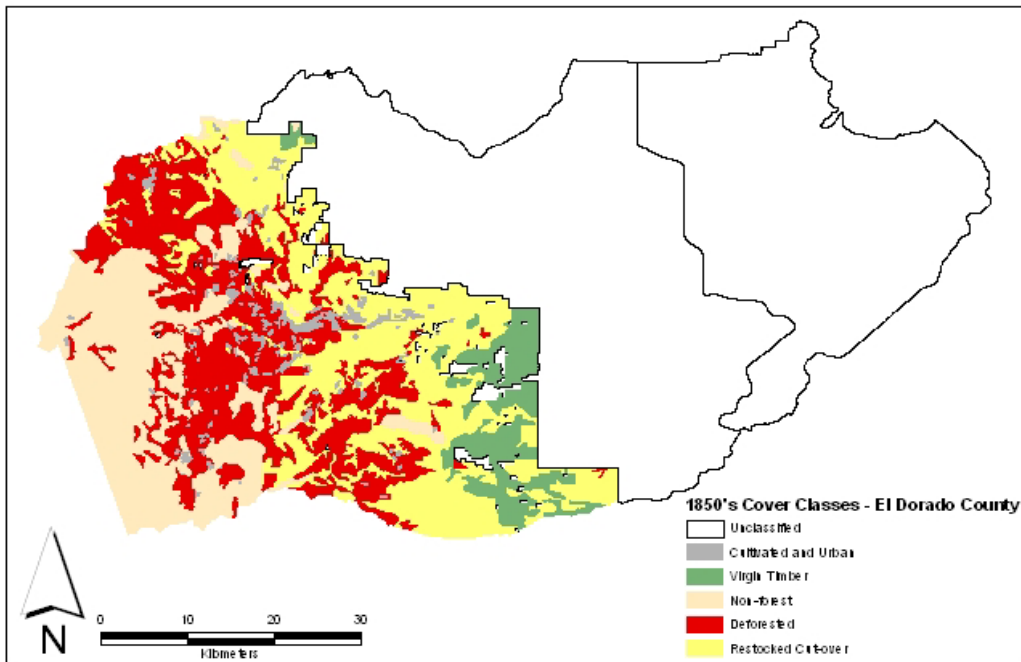 1850's Cover Classes - El Dorado County
Unclassified
Cultivated and Urban
Virgin Timber
Non-forest
Deforested
Restocked Cut-over
N
0 10 20 30
Kilometers